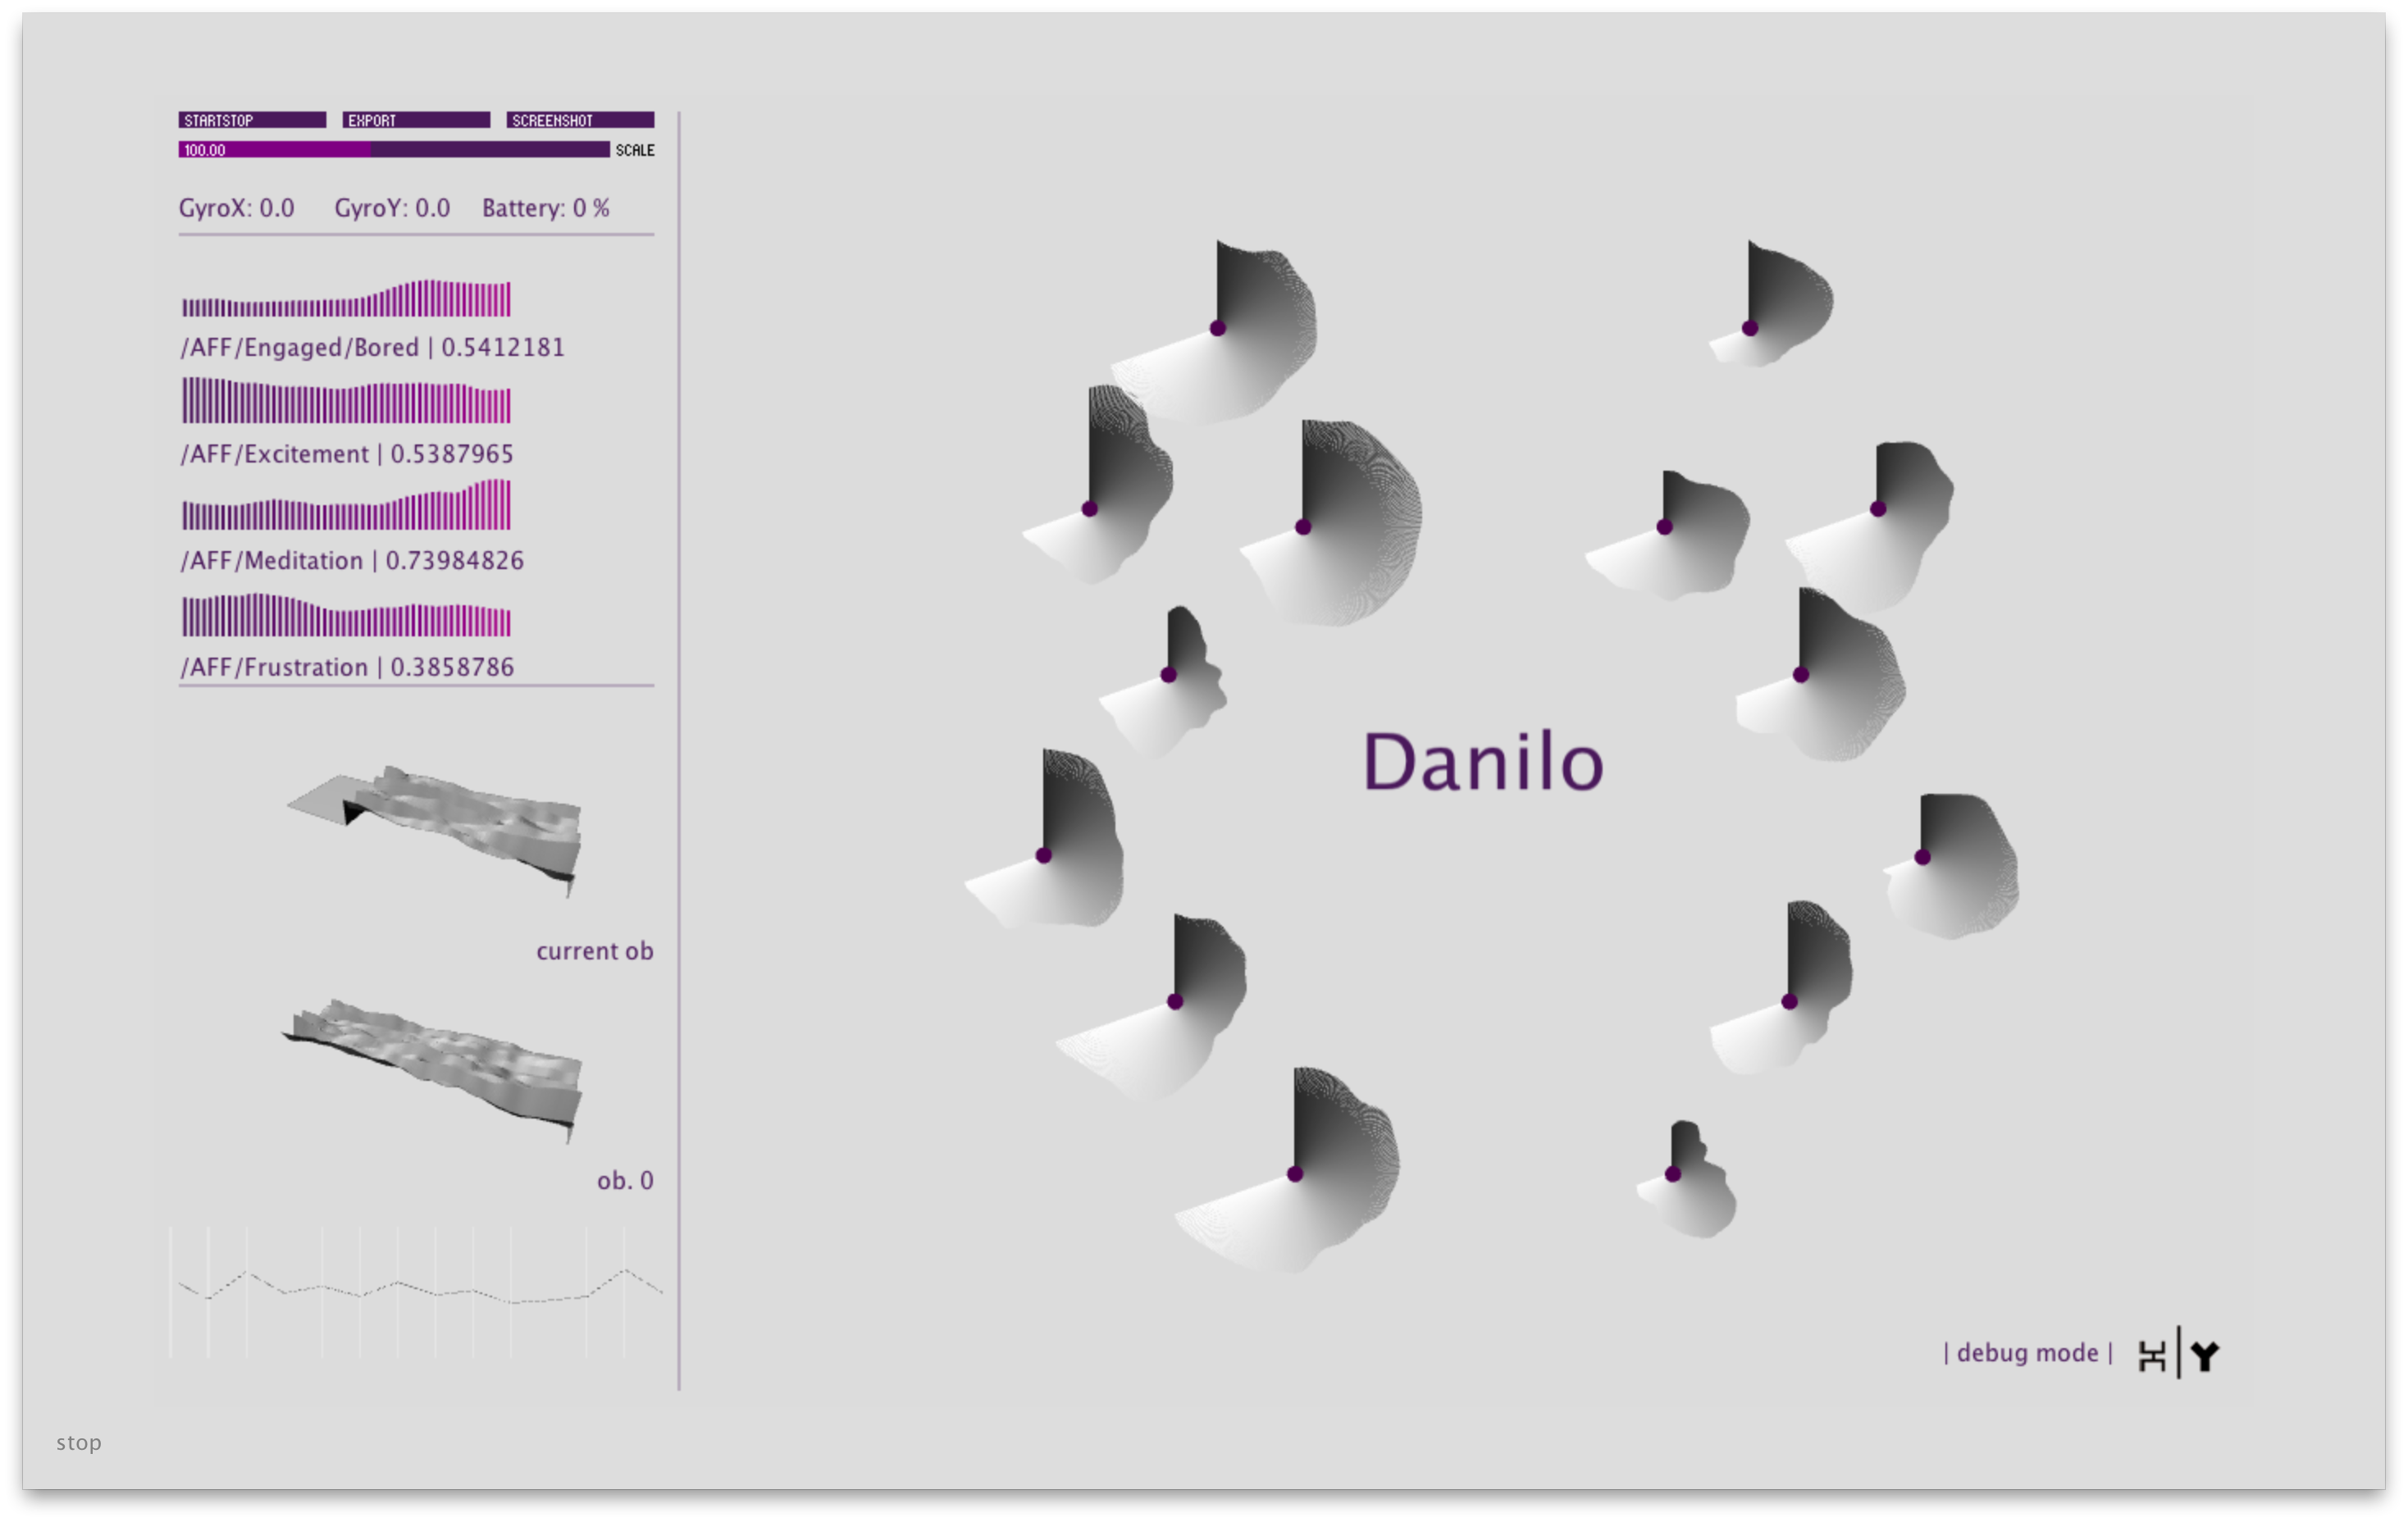 STARTSTOP EXPORT SCREENSHOT
100.00 SCALE
GyroX: 0.0 GyroY: 0.0 Battery: 0 %
/AFF/Engaged/Bored | 0.5412181
/AFF/Excitement | 0.5387965
/AFF/Meditation | 0.73984826
/AFF/Frustration | 0.3858786
current ob
ob. 0
Danilo
| debug mode | H|Y
stop